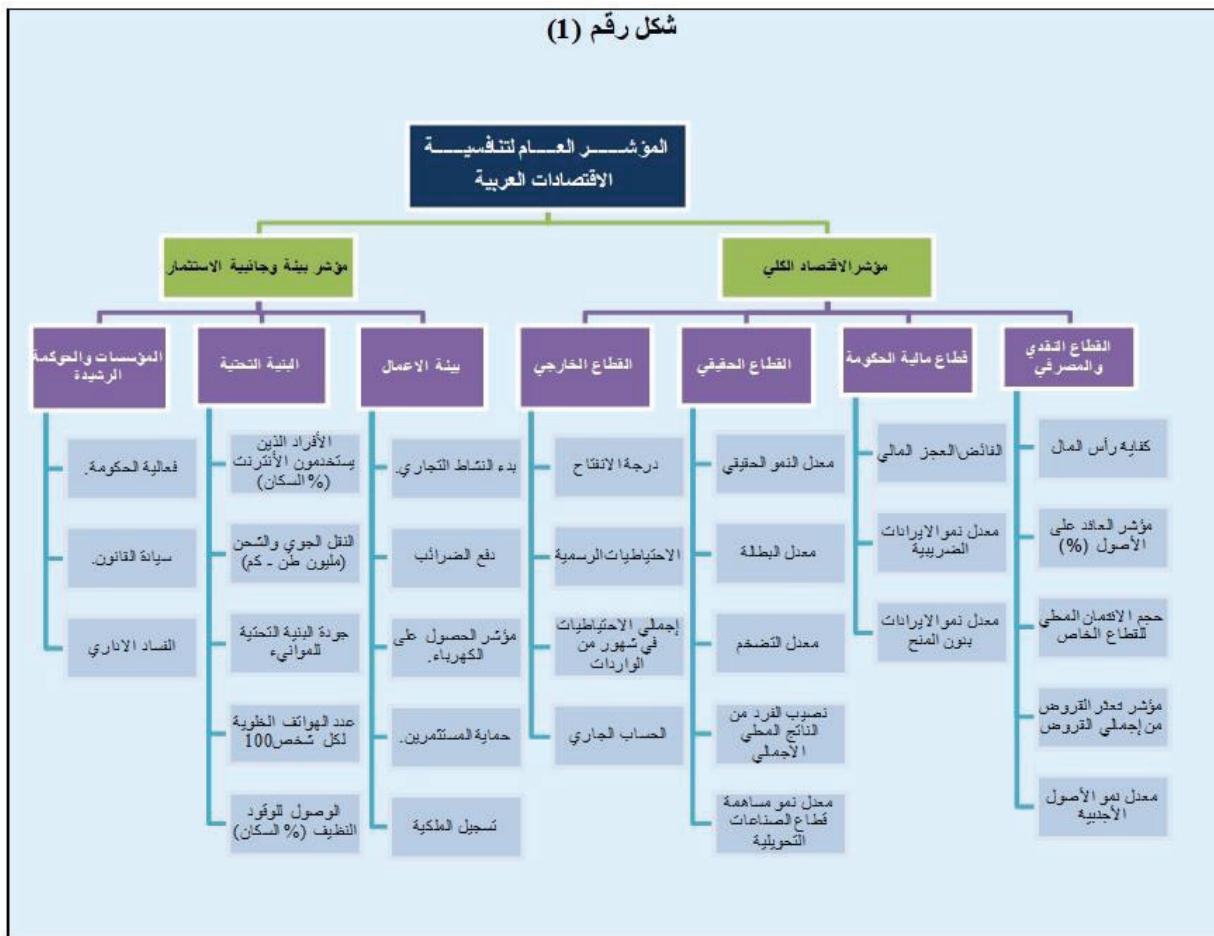 شكل رقم (1)
المؤشر العام لتنافسية
الاقتصادات العربية
مؤشر الاقتصاد الكلي
مؤشر بيئة وجاذبية الاستثمار
القطاع النقدي
والمصرفي
قطاع مالية الحكومة
القطاع الحقيقي
القطاع الخارجي
بيئة الاعمال
البنية التحتية
المؤسسات والحوكمة
الرشيدة
كفاية رأس المال
مؤشر العائد على
الأصول (%)
حجم الائتمان المحلي
للقطاع الخاص
مؤشر تعثر القروض
من إجمالي القروض
معدل نمو الأصول
الأجنبية
الفائض\العجز المالي
معدل نمو الايرادات
الضريبية
معدل نمو الايرادات
بدون المنح
معدل النمو الحقيقي
معدل البطالة
معدل التضخم
نصيب الفرد من
الناتج المحلي
الاجمالي
معدل نمو مساهمة
قطاع الصناعات
التحويلية
درجة الانفتاح
الاحتياطيات الرسمية
إجمالي الاحتياطيات
في شهور من
الواردات
الحساب الجاري
بدء النشاط التجاري.
دفع الضرائب
مؤشر الحصول على
الكهرباء.
حماية المستثمرين.
تسجيل الملكية
الأفراد الذين
يستخدمون الأنترنت
(% السكان)
النقل الجوي والشحن
(مليون طن - كم)
جودة البنية التحتية
للموانيء
عدد الهواتف الخلوية
لكل شخص100
الوصول للوقود
النظيف (% السكان)
فعالية الحكومة.
سيادة القانون.
الفساد الاداري